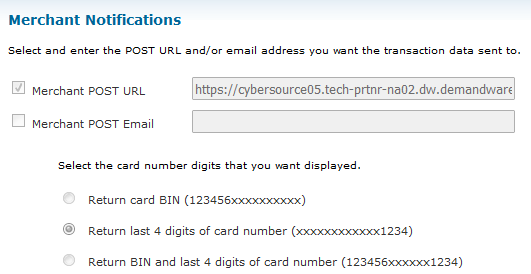 Merchant Notifications
Select and enter the POST URL and/or email address you want the transaction data sent to.
Merchant POST URL https://cybersource05.tech-prtnr-na02.dw.demandware
Merchant POST Email
Select the card number digits that you want displayed.
Return card BIN (123456xxxxxxxxxx)
Return last 4 digits of card number (xxxxxxxxxxxx1234)
Return BIN and last 4 digits of card number (123456xxxxxx1234)